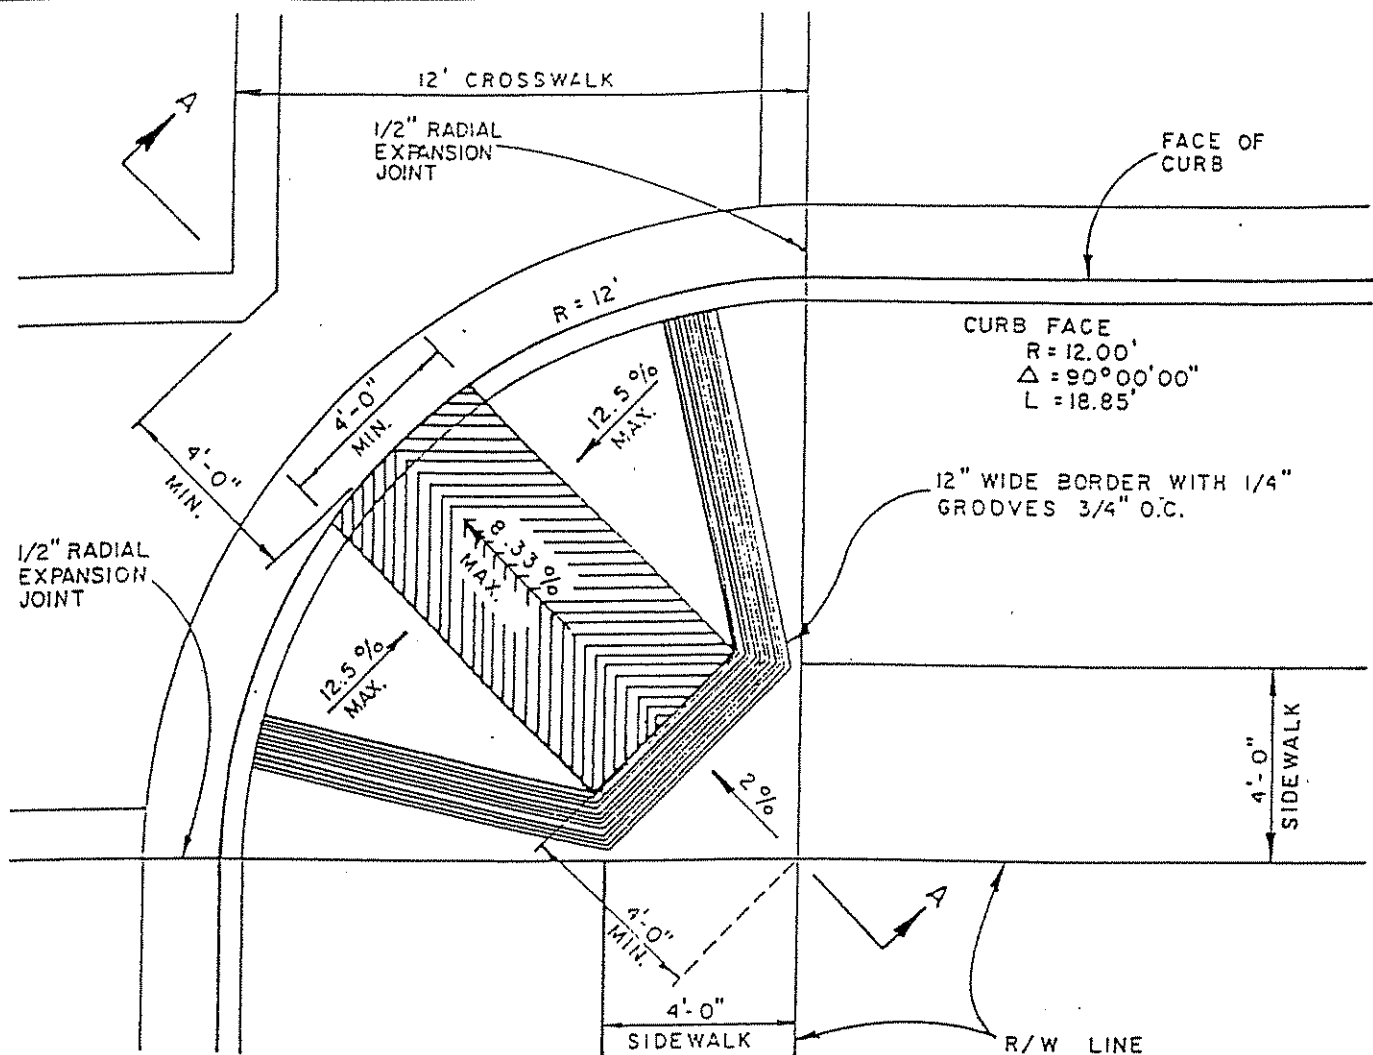 12' CROSSWALK
A
1/2" RADIAL
EXPANSION
JOINT
FACE OF
CURB
R = 12'
CURB FACE
R = 12.00'
Δ = 90°00'00"
L = 18.85'
4'-0"
MIN.
12.5 %
MAX.
4'-0"
MIN.
12" WIDE BORDER WITH 1/4"
GROOVES 3/4" O.C.
8.33 %
MAX.
1/2" RADIAL
EXPANSION
JOINT
12.5 %
MAX.
2 %
4'-0"
SIDEWALK
A
4'-0"
MIN.
4'-0"
SIDEWALK
R/W LINE